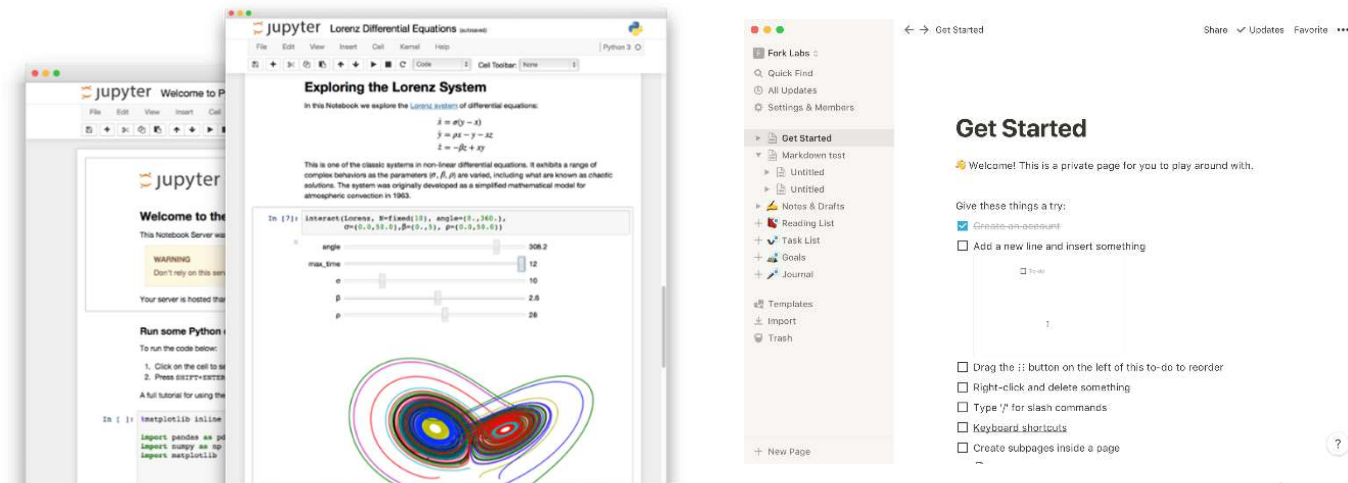 jupyter Welcome to P
File Edit View Insert Cell
jupyter
Welcome to the
This Notebook Server was
WARNING
Don't rely on this serv
Your server is hosted than
Run some Python
To run the code below:
1. Click on the cell to se
2. Press SHIFT+ENTER
A full tutorial for using the
In [ ]: %matplotlib inline
import pandas as pd
import numpy as np
import matplotlib
jupyter Lorenz Differential Equations (autosaved)
File Edit View Insert Cell Kernel Help Python 3
Code Cell Toolbar: None
Exploring the Lorenz System
In this Notebook we explore the Lorenz system of differential equations:
ẋ = σ(y − x)
ẏ = ρx − y − xz
ż = −βz + xy
This is one of the classic systems in non-linear differential equations. It exhibits a range of
complex behaviors as the parameters (σ, β, ρ) are varied, including what are known as chaotic
solutions. The system was originally developed as a simplified mathematical model for
atmospheric convection in 1963.
In [7]: interact(Lorenz, N=fixed(10), angle=(0.,360.),
σ=(0.0,50.0),β=(0.,5), ρ=(0.0,50.0))
angle 308.2
max_time 12
σ 10
β 2.6
ρ 28
Fork Labs
Quick Find
All Updates
Settings & Members
Get Started
Markdown test
Untitled
Untitled
Notes & Drafts
Reading List
Task List
Goals
Journal
Templates
Import
Trash
New Page
Get Started Share Updates Favorite
Get Started
Welcome! This is a private page for you to play around with.
Give these things a try:
Create an account
Add a new line and insert something
To-do
Drag the ⋮⋮ button on the left of this to-do to reorder
Right-click and delete something
Type '/' for slash commands
Keyboard shortcuts
Create subpages inside a page
?